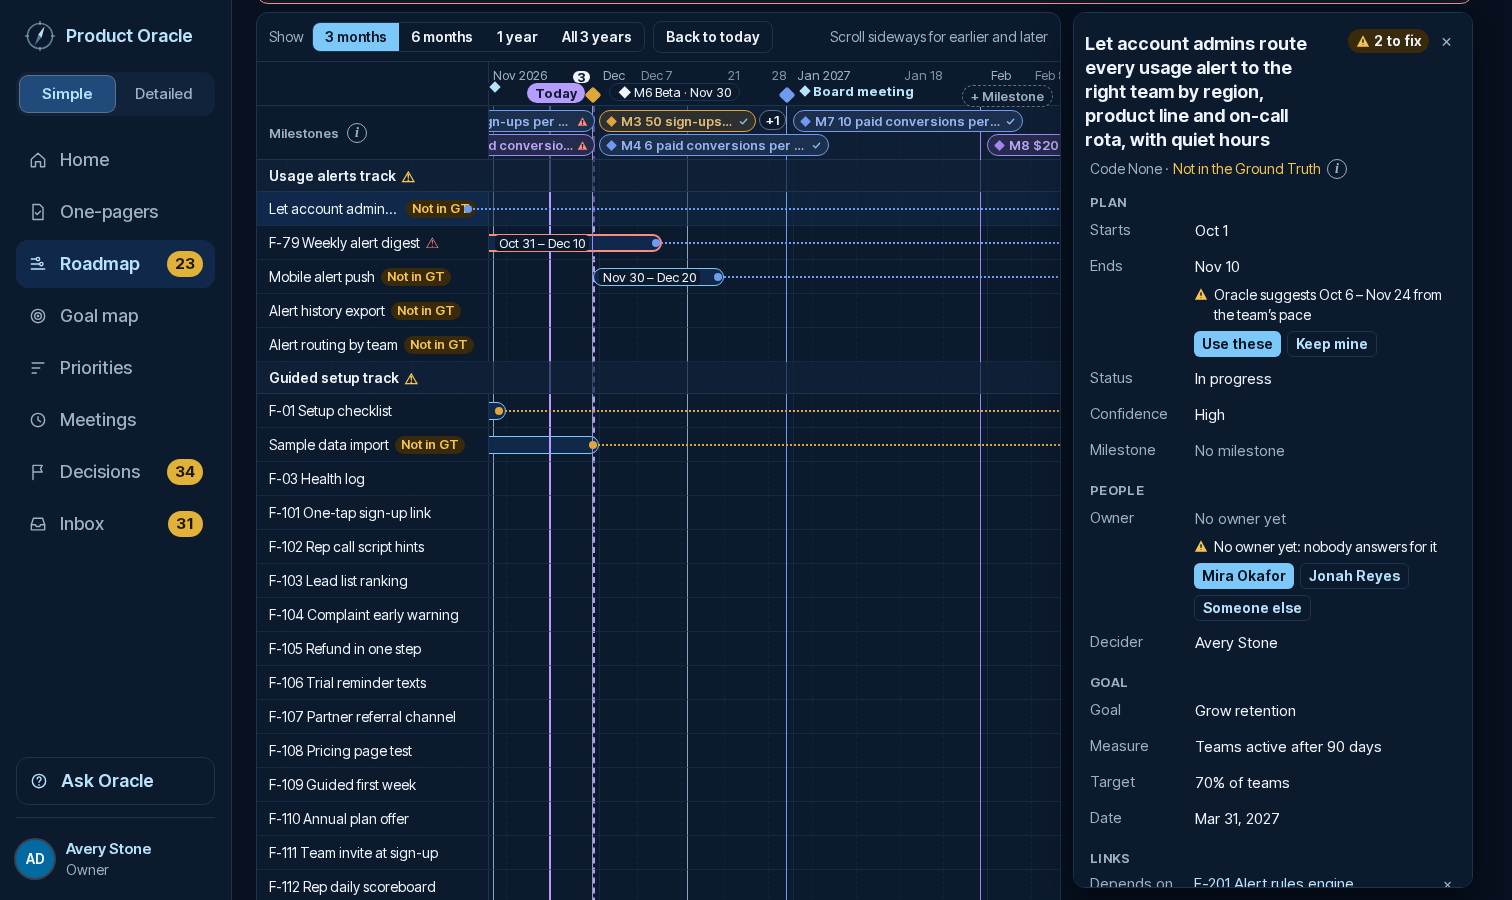 Product Oracle
Simple
Detailed
Home
One-pagers
Roadmap
23
Goal map
Priorities
Meetings
Decisions
34
Inbox
31
Ask Oracle
AD
Avery Stone
Owner
Show
3 months
6 months
1 year
All 3 years
Back to today
Scroll sideways for earlier and later
Nov 2026
3
Dec
Dec 7
21
28
Jan 2027
Jan 18
Feb
Feb
Today
M6 Beta · Nov 30
Board meeting
+ Milestone
Milestones
i
gn-ups per ...
M3 50 sign-ups...
+1
M7 10 paid conversions per...
d conversio...
M4 6 paid conversions per ...
M8 $20
Usage alerts track
Let account admin...
Not in GT
F-79 Weekly alert digest
Oct 31 – Dec 10
Mobile alert push
Not in GT
Nov 30 – Dec 20
Alert history export
Not in GT
Alert routing by team
Not in GT
Guided setup track
F-01 Setup checklist
Sample data import
Not in GT
F-03 Health log
F-101 One-tap sign-up link
F-102 Rep call script hints
F-103 Lead list ranking
F-104 Complaint early warning
F-105 Refund in one step
F-106 Trial reminder texts
F-107 Partner referral channel
F-108 Pricing page test
F-109 Guided first week
F-110 Annual plan offer
F-111 Team invite at sign-up
F-112 Rep daily scoreboard
Let account admins route
every usage alert to the
right team by region,
product line and on-call
rota, with quiet hours
2 to fix
×
Code None · Not in the Ground Truth
i
PLAN
Starts
Oct 1
Ends
Nov 10
Oracle suggests Oct 6 – Nov 24 from
the team's pace
Use these
Keep mine
Status
In progress
Confidence
High
Milestone
No milestone
PEOPLE
Owner
No owner yet
No owner yet: nobody answers for it
Mira Okafor
Jonah Reyes
Someone else
Decider
Avery Stone
GOAL
Goal
Grow retention
Measure
Teams active after 90 days
Target
70% of teams
Date
Mar 31, 2027
LINKS
Depends on
F-201 Alert rules engine
×